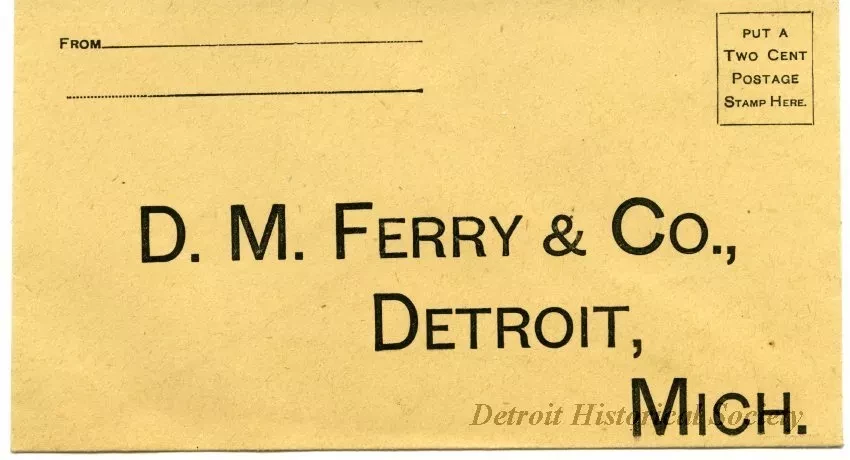 FROM
PUT A
TWO CENT
POSTAGE
STAMP HERE.
D. M. FERRY & CO.,
DETROIT,
MICH.
Detroit Historical Society